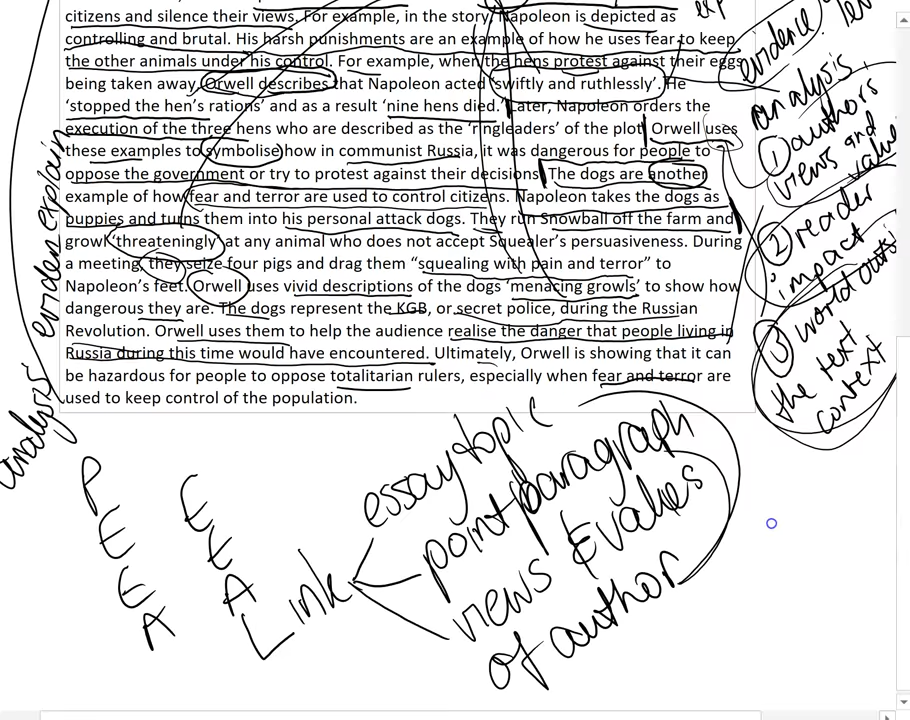 citizens and silence their views. For example, in the story, Napoleon is depicted as
controlling and brutal. His harsh punishments are an example of how he uses fear to keep
the other animals under his control. For example, when the hens protest against their eggs
being taken away, Orwell describes that Napoleon acted 'swiftly and ruthlessly'. He
'stopped the hen's rations' and as a result 'nine hens died.' Later, Napoleon orders the
execution of the three hens who are described as the 'ringleaders' of the plot. Orwell uses
these examples to symbolise how in communist Russia, it was dangerous for people to
oppose the government or try to protest against their decisions. The dogs are another
example of how fear and terror are used to control citizens. Napoleon takes the dogs as
puppies and turns them into his personal attack dogs. They run Snowball off the farm and
growl 'threateningly' at any animal who does not accept Squealer's persuasiveness. During
a meeting, they seize four pigs and drag them "squealing with pain and terror" to
Napoleon's feet. Orwell uses vivid descriptions of the dogs 'menacing growls' to show how
dangerous they are. The dogs represent the KGB, or secret police, during the Russian
Revolution. Orwell uses them to help the audience realise the danger that people living in
Russia during this time would have encountered. Ultimately, Orwell is showing that it can
be hazardous for people to oppose totalitarian rulers, especially when fear and terror are
used to keep control of the population.
exp
evidence
analysis
① authors
views and
② reader
impact
③ world
the text
context
explain
eviden
analysis
P
E
E
A
E
E
A
Link
essay topic
point/paragraph
views & values
of author